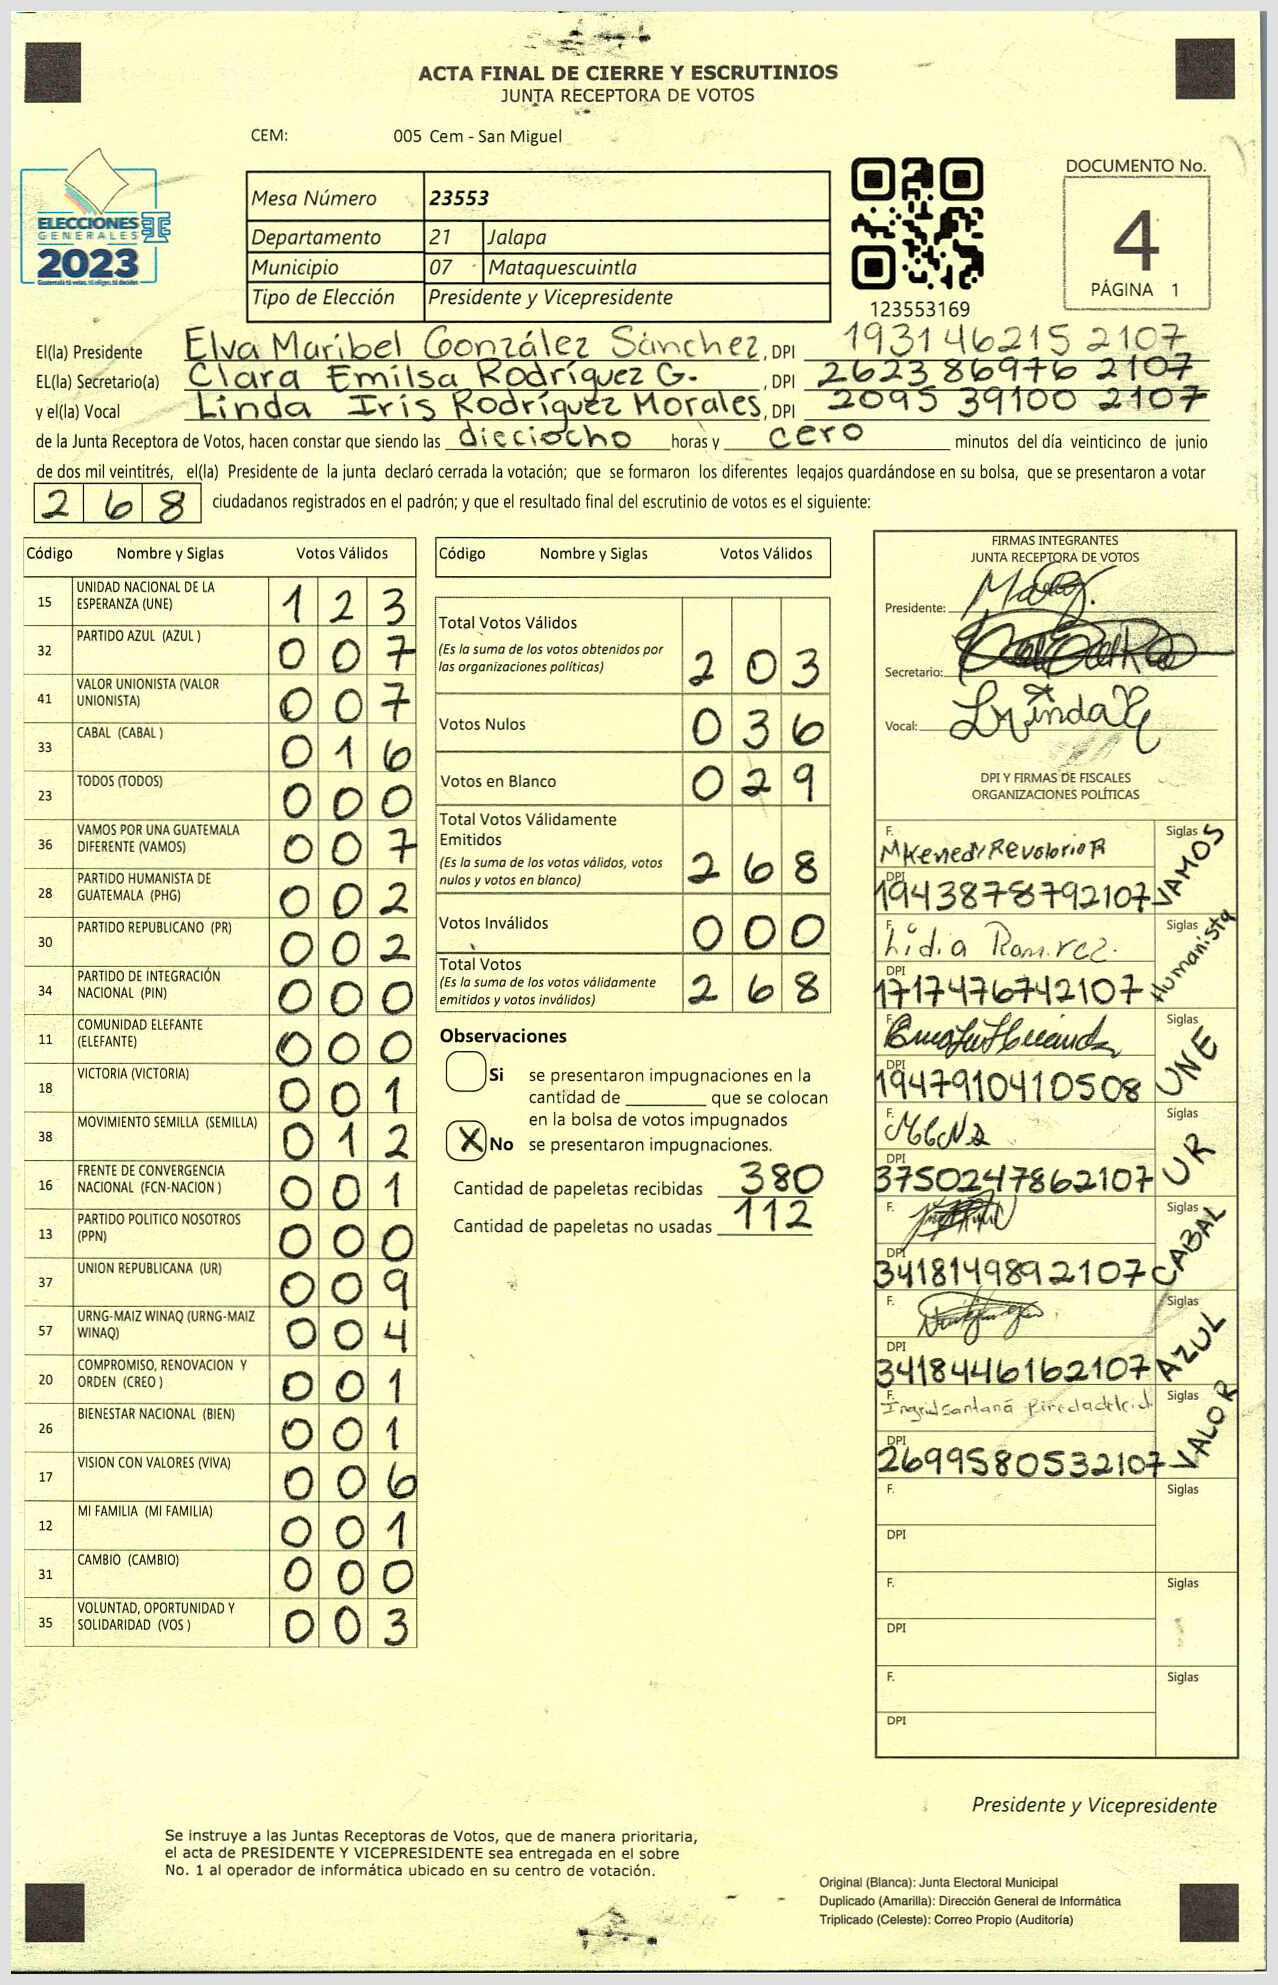 ACTA FINAL DE CIERRE Y ESCRUTINIOS
JUNTA RECEPTORA DE VOTOS
CEM: 005 Cem - San Miguel
ELECCIONES
GENERALES
2023
Guatemala tú votas, tú eliges, tú decides
Mesa Número 23553
Departamento 21 Jalapa
Municipio 07 Mataquescuintla
Tipo de Elección Presidente y Vicepresidente
123553169
DOCUMENTO No.
4
PÁGINA 1
El(la) Presidente Elva Maribel González Sánchez, DPI 1931 46215 2107
EL(la) Secretario(a) Clara Emilsa Rodríguez G. , DPI 2623 86976 2107
y el(la) Vocal Linda Iris Rodríguez Morales, DPI 2095 39100 2107
de la Junta Receptora de Votos, hacen constar que siendo las dieciocho horas y cero minutos del día veinticinco de junio
de dos mil veintitrés, el(la) Presidente de la junta declaró cerrada la votación; que se formaron los diferentes legajos guardándose en su bolsa, que se presentaron a votar
2 6 8 ciudadanos registrados en el padrón; y que el resultado final del escrutinio de votos es el siguiente:
Código Nombre y Siglas Votos Válidos
15 UNIDAD NACIONAL DE LA ESPERANZA (UNE) 1 2 3
32 PARTIDO AZUL (AZUL ) 0 0 7
41 VALOR UNIONISTA (VALOR UNIONISTA) 0 0 7
33 CABAL (CABAL ) 0 1 6
23 TODOS (TODOS) 0 0 0
36 VAMOS POR UNA GUATEMALA DIFERENTE (VAMOS) 0 0 7
28 PARTIDO HUMANISTA DE GUATEMALA (PHG) 0 0 2
30 PARTIDO REPUBLICANO (PR) 0 0 2
34 PARTIDO DE INTEGRACIÓN NACIONAL (PIN) 0 0 0
11 COMUNIDAD ELEFANTE (ELEFANTE) 0 0 0
18 VICTORIA (VICTORIA) 0 0 1
38 MOVIMIENTO SEMILLA (SEMILLA) 0 1 2
16 FRENTE DE CONVERGENCIA NACIONAL (FCN-NACION ) 0 0 1
13 PARTIDO POLITICO NOSOTROS (PPN) 0 0 0
37 UNION REPUBLICANA (UR) 0 0 9
57 URNG-MAIZ WINAQ (URNG-MAIZ WINAQ) 0 0 4
20 COMPROMISO, RENOVACION Y ORDEN (CREO ) 0 0 1
26 BIENESTAR NACIONAL (BIEN) 0 0 1
17 VISION CON VALORES (VIVA) 0 0 6
12 MI FAMILIA (MI FAMILIA) 0 0 1
31 CAMBIO (CAMBIO) 0 0 0
35 VOLUNTAD, OPORTUNIDAD Y SOLIDARIDAD (VOS ) 0 0 3
Código Nombre y Siglas Votos Válidos
Total Votos Válidos
(Es la suma de los votos obtenidos por
las organizaciones políticas) 2 0 3
Votos Nulos 0 3 6
Votos en Blanco 0 2 9
Total Votos Válidamente
Emitidos
(Es la suma de los votos válidos, votos
nulos y votos en blanco) 2 6 8
Votos Inválidos 0 0 0
Total Votos
(Es la suma de los votos válidamente
emitidos y votos inválidos) 2 6 8
Observaciones
Si se presentaron impugnaciones en la
cantidad de ________ que se colocan
en la bolsa de votos impugnados
X No se presentaron impugnaciones.
Cantidad de papeletas recibidas 380
Cantidad de papeletas no usadas 112
FIRMAS INTEGRANTES
JUNTA RECEPTORA DE VOTOS
Presidente:
Secretario:
Vocal:
DPI Y FIRMAS DE FISCALES
ORGANIZACIONES POLÍTICAS
F. MKenedy Revolorio R Siglas VAMOS
DPI 1943878792107
F. Lidia Ramirez. Siglas Humanista
DPI 1717476742107
F. Siglas UNE
DPI 1947910410508
F. Siglas UR
DPI 3750247862107
F. Siglas CABAL
DPI 3418149892107
F. Siglas AZUL
DPI 3418446162107
F. Ingrid Santana Siglas VALOR
DPI 2699580532107
F. Siglas
DPI
F. Siglas
DPI
F. Siglas
DPI
Presidente y Vicepresidente
Se instruye a las Juntas Receptoras de Votos, que de manera prioritaria,
el acta de PRESIDENTE Y VICEPRESIDENTE sea entregada en el sobre
No. 1 al operador de informática ubicado en su centro de votación.
Original (Blanca): Junta Electoral Municipal
Duplicado (Amarilla): Dirección General de Informática
Triplicado (Celeste): Correo Propio (Auditoría)